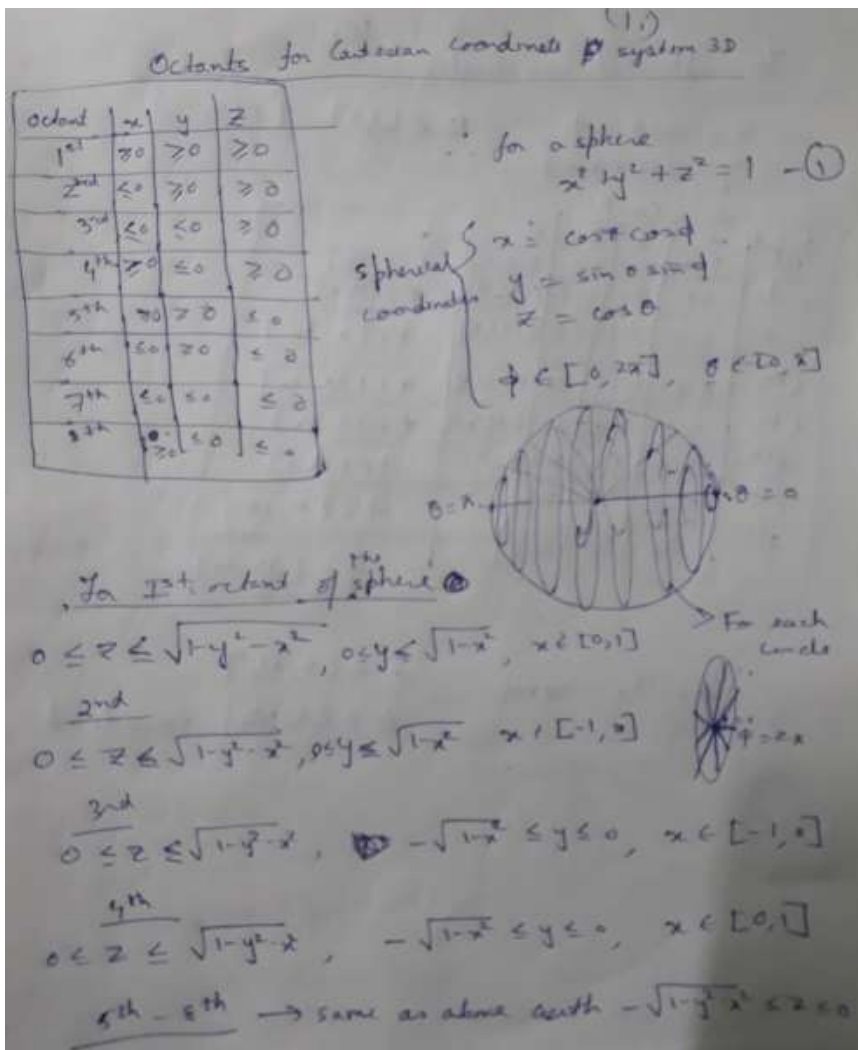 (1.)
Octants for Cartesian coordinate system 3D
octant | x | y | z
1st | ≥0 | ≥0 | ≥0
2nd | ≤0 | ≥0 | ≥0
3rd | ≤0 | ≤0 | ≥0
4th | ≥0 | ≤0 | ≥0
5th | ≥0 | ≥0 | ≤0
6th | ≤0 | ≥0 | ≤0
7th | ≤0 | ≤0 | ≤0
8th | ≥0 | ≤0 | ≤0
∴ for a sphere
x² + y² + z² = 1 - ①
spherical coordinates
x = cosθ cosϕ
y = sin θ sin ϕ
z = cos θ
ϕ ∈ [0, 2π], θ ∈ [0, π]
θ = π
θ = 0
For each circle
ϕ = 2π
For Ist octant of the sphere
0 ≤ z ≤ √(1-y²-x²), 0≤y≤ √(1-x²), x ∈ [0,1]
2nd
0 ≤ z ≤ √(1-y²-x²), 0≤y≤ √(1-x²) x ∈ [-1, 0]
3rd
0 ≤ z ≤ √(1-y²-x²), -√(1-x²) ≤ y ≤ 0, x ∈ [-1, 0]
4th
0 ≤ z ≤ √(1-y²-x²), -√(1-x²) ≤ y ≤ 0, x ∈ [0,1]
5th - 8th → same as above with -√(1-y²-x²) ≤ z ≤ 0